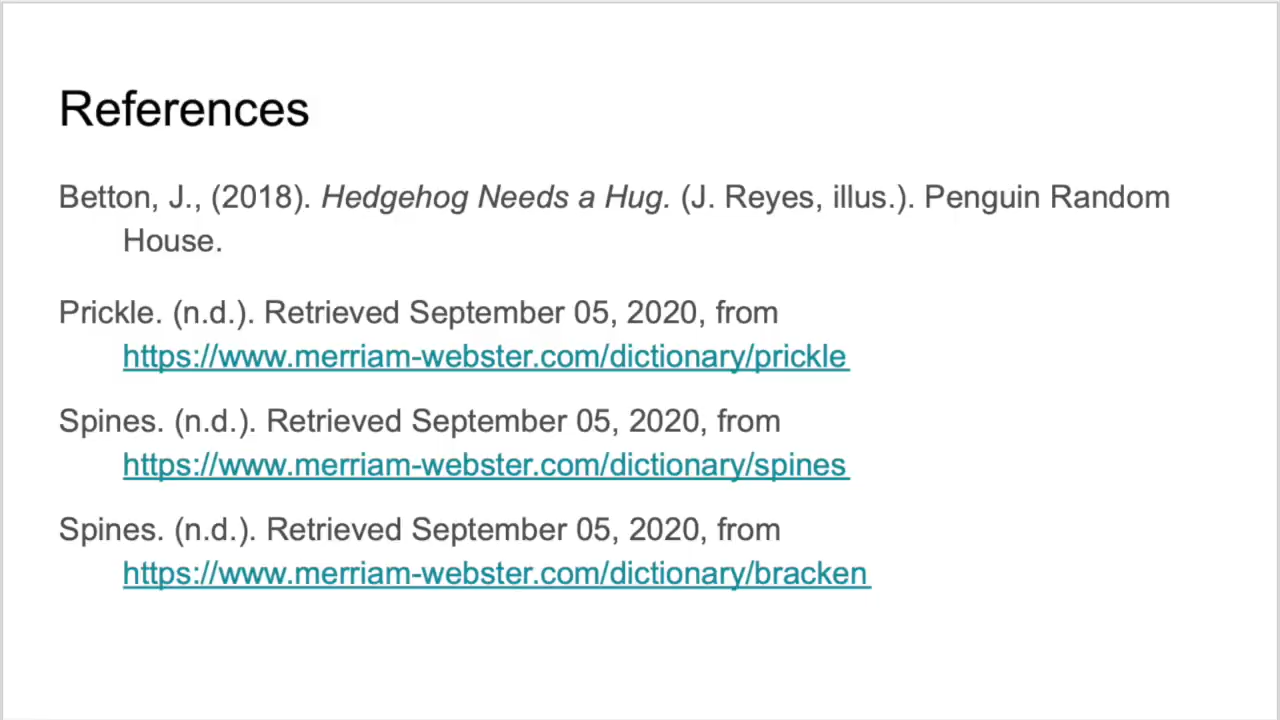 References
Betton, J., (2018). Hedgehog Needs a Hug. (J. Reyes, illus.). Penguin Random
House.
Prickle. (n.d.). Retrieved September 05, 2020, from
https://www.merriam-webster.com/dictionary/prickle
Spines. (n.d.). Retrieved September 05, 2020, from
https://www.merriam-webster.com/dictionary/spines
Spines. (n.d.). Retrieved September 05, 2020, from
https://www.merriam-webster.com/dictionary/bracken